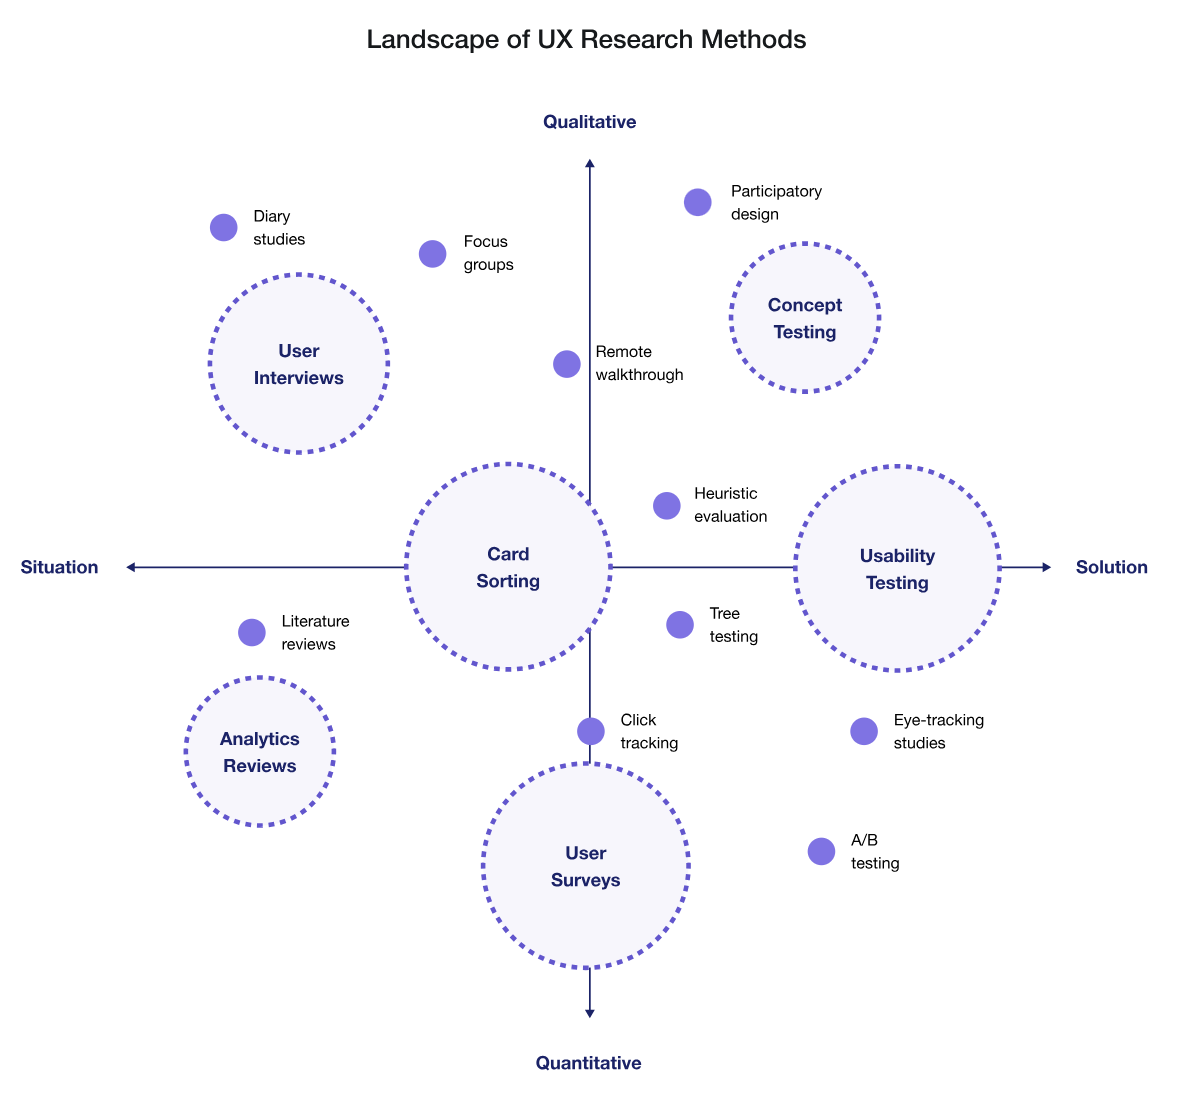 Landscape of UX Research Methods
Qualitative
Participatory
design
Diary
studies
Focus
groups
Concept
Testing
User
Interviews
Remote
walkthrough
Heuristic
evaluation
Card
Sorting
Usability
Testing
Situation
Solution
Literature
reviews
Tree
testing
Analytics
Reviews
Click
tracking
Eye-tracking
studies
User
Surveys
A/B
testing
Quantitative